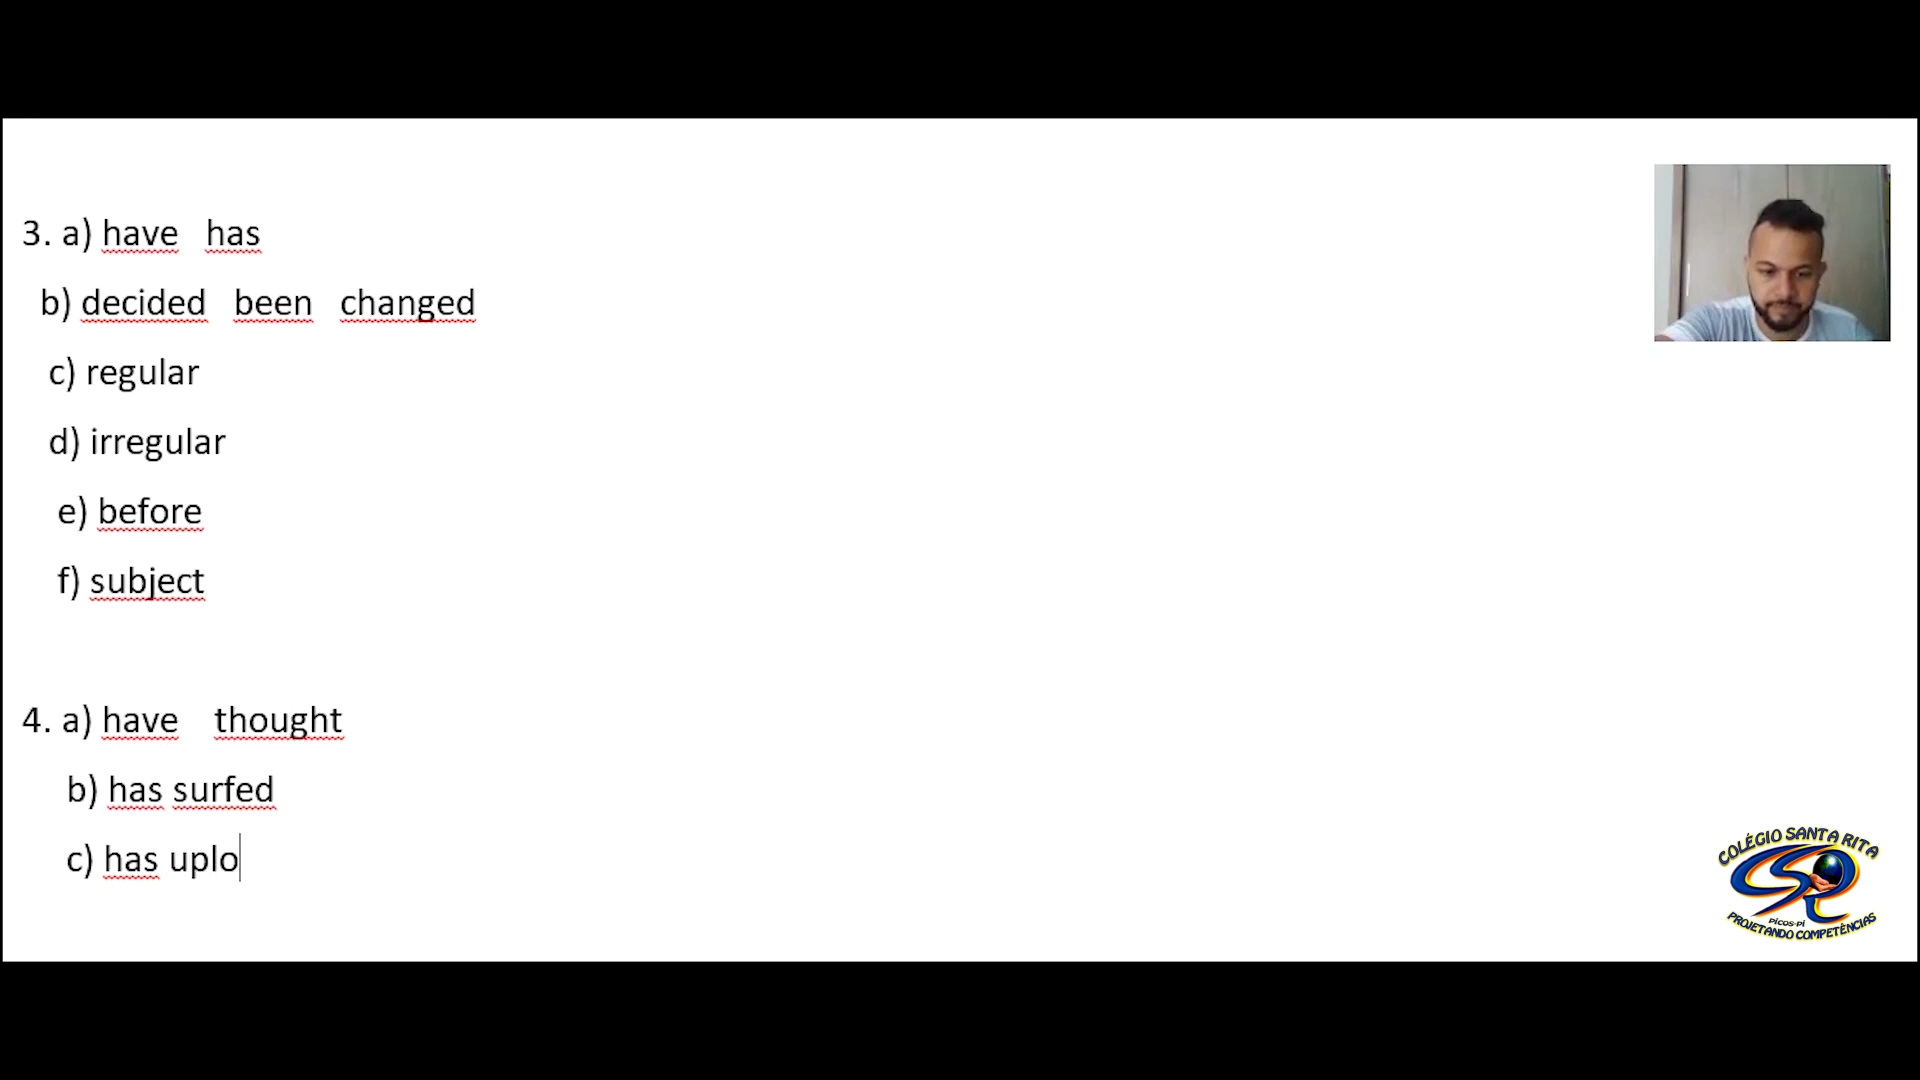 3. a) have has
b) decided been changed
c) regular
d) irregular
e) before
f) subject
4. a) have thought
b) has surfed
c) has uplo
COLÉGIO SANTA RITA
PICOS-PI
PROJETANDO COMPETÊNCIAS